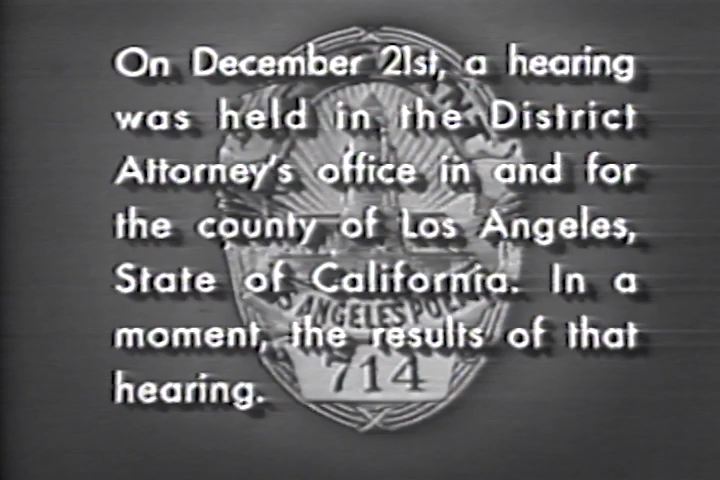 On December 21st, a hearing
was held in the District
Attorney's office in and for
the county of Los Angeles,
State of California. In a
moment, the results of that
hearing.
ANGELES
714